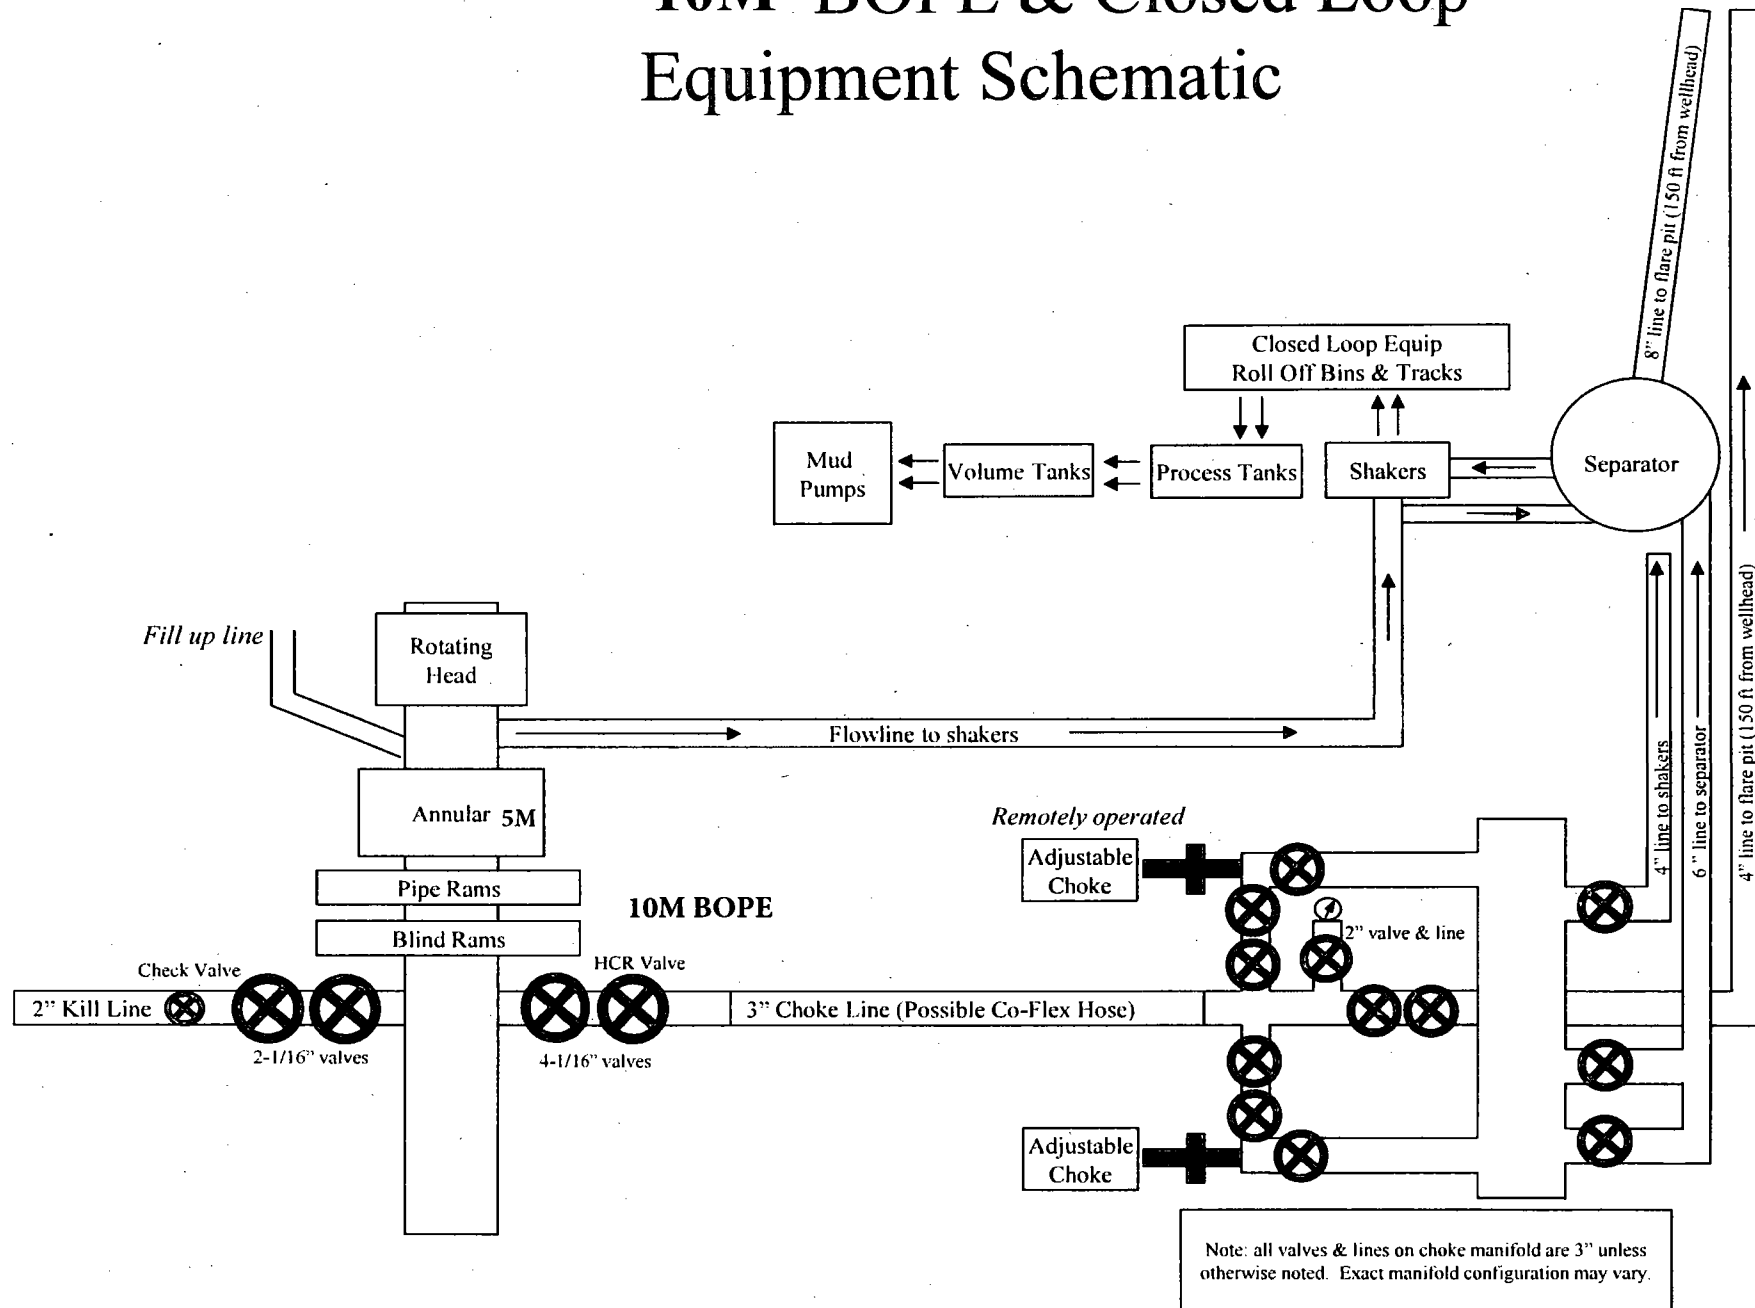 10M BOPE & Closed Loop
Equipment Schematic
8" line to flare pit (150 ft from wellhead)
Closed Loop Equip
Roll Off Bins & Tracks
Mud
Pumps
Volume Tanks
Process Tanks
Shakers
Separator
Fill up line
Rotating
Head
Flowline to shakers
4" line to shakers
6" line to separator
4" line to flare pit (150 ft from wellhead)
Annular 5M
Remotely operated
Adjustable
Choke
Pipe Rams
10M BOPE
Blind Rams
2" valve & line
Check Valve
HCR Valve
2" Kill Line
3" Choke Line (Possible Co-Flex Hose)
2-1/16" valves
4-1/16" valves
Adjustable
Choke
Note: all valves & lines on choke manifold are 3" unless
otherwise noted. Exact manifold configuration may vary.